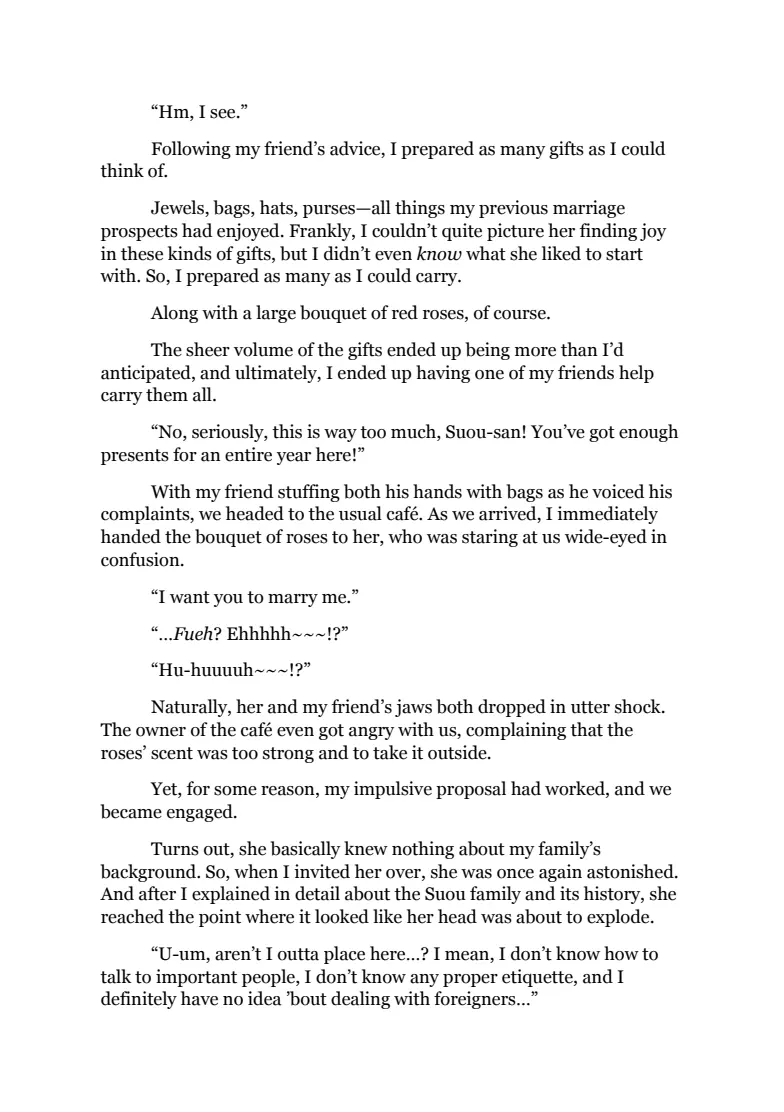 “Hm, I see.”
Following my friend’s advice, I prepared as many gifts as I could
think of.
Jewels, bags, hats, purses—all things my previous marriage
prospects had enjoyed. Frankly, I couldn’t quite picture her finding joy
in these kinds of gifts, but I didn’t even know what she liked to start
with. So, I prepared as many as I could carry.
Along with a large bouquet of red roses, of course.
The sheer volume of the gifts ended up being more than I’d
anticipated, and ultimately, I ended up having one of my friends help
carry them all.
“No, seriously, this is way too much, Suou-san! You’ve got enough
presents for an entire year here!”
With my friend stuffing both his hands with bags as he voiced his
complaints, we headed to the usual café. As we arrived, I immediately
handed the bouquet of roses to her, who was staring at us wide-eyed in
confusion.
“I want you to marry me.”
“…Fueh? Ehhhhh~~~!?”
“Hu-huuuuh~~~!?”
Naturally, her and my friend’s jaws both dropped in utter shock.
The owner of the café even got angry with us, complaining that the
roses’ scent was too strong and to take it outside.
Yet, for some reason, my impulsive proposal had worked, and we
became engaged.
Turns out, she basically knew nothing about my family’s
background. So, when I invited her over, she was once again astonished.
And after I explained in detail about the Suou family and its history, she
reached the point where it looked like her head was about to explode.
“U-um, aren’t I outta place here…? I mean, I don’t know how to
talk to important people, I don’t know any proper etiquette, and I
definitely have no idea ’bout dealing with foreigners…”